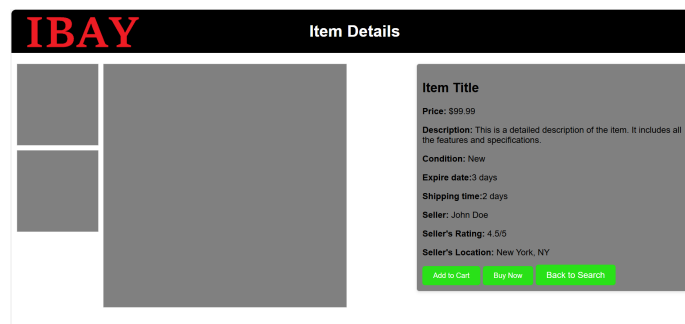 IBAY
Item Details
Item Title
Price: $99.99
Description: This is a detailed description of the item. It includes all
the features and specifications.
Condition: New
Expire date:3 days
Shipping time:2 days
Seller: John Doe
Seller's Rating: 4.5/5
Seller's Location: New York, NY
Add to Cart
Buy Now
Back to Search